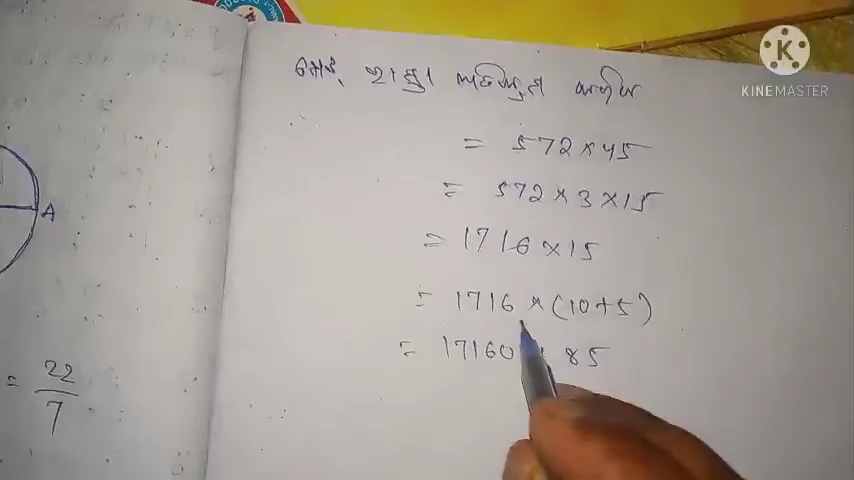 = 572 × 45
= 572 × 3 × 15
= 1716 × 15
= 1716 × (10+5)
= 17160 85
A
= 22/7
KINEMASTER